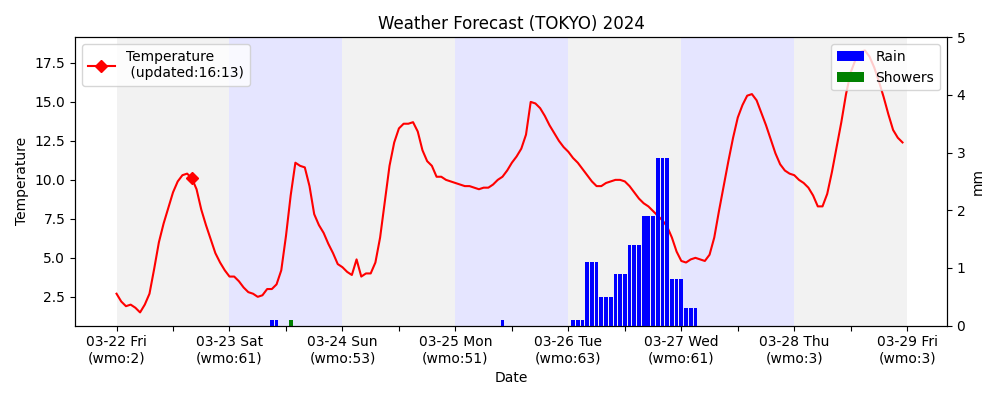 Weather Forecast (TOKYO) 2024
Temperature
(updated:16:13)
Rain
Showers
17.5
15.0
12.5
10.0
7.5
5.0
2.5
Temperature
5
4
3
2
1
0
mm
03-22 Fri
(wmo:2)
03-23 Sat
(wmo:61)
03-24 Sun
(wmo:53)
03-25 Mon
(wmo:51)
03-26 Tue
(wmo:63)
03-27 Wed
(wmo:61)
03-28 Thu
(wmo:3)
03-29 Fri
(wmo:3)
Date